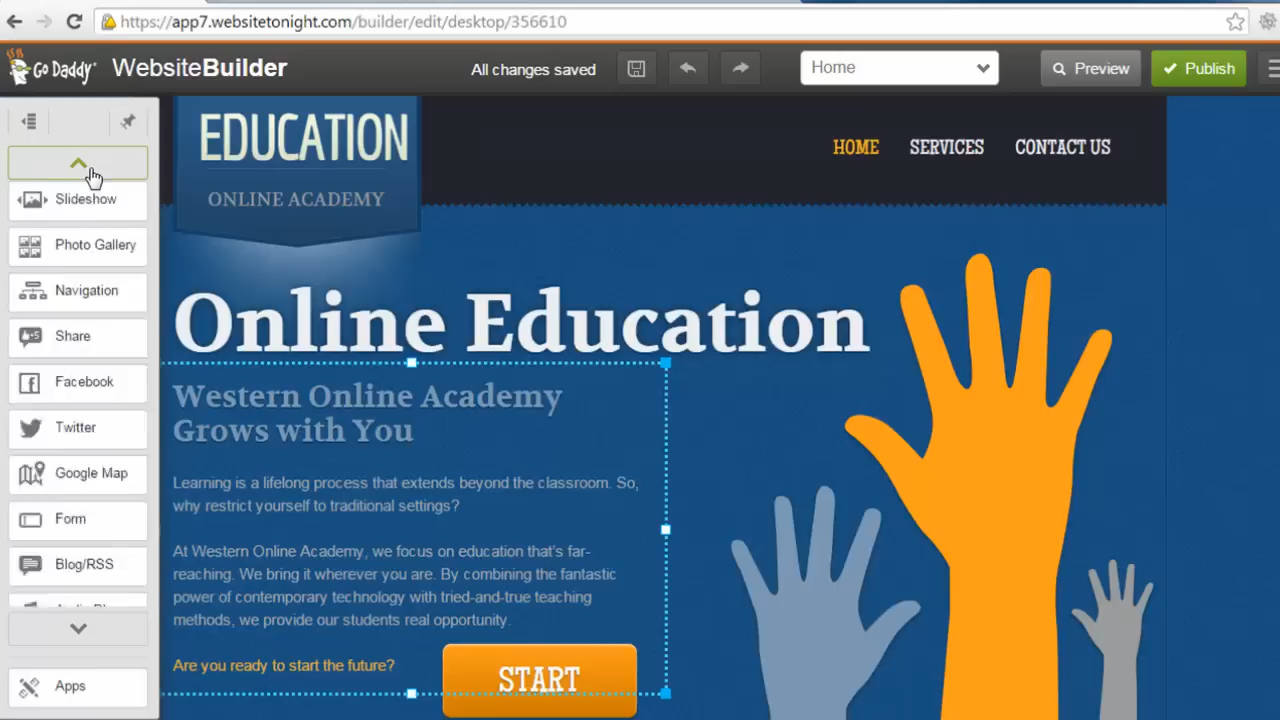 https://app7.websitetonight.com/builder/edit/desktop/356610
Go Daddy WebsiteBuilder All changes saved Home Preview Publish
Slideshow
Photo Gallery
Navigation
Share
Facebook
Twitter
Google Map
Form
Blog/RSS
Apps
EDUCATION
ONLINE ACADEMY
HOME SERVICES CONTACT US
Online Education
Western Online Academy
Grows with You
Learning is a lifelong process that extends beyond the classroom. So,
why restrict yourself to traditional settings?
At Western Online Academy, we focus on education that's far-
reaching. We bring it wherever you are. By combining the fantastic
power of contemporary technology with tried-and-true teaching
methods, we provide our students real opportunity.
Are you ready to start the future?
START